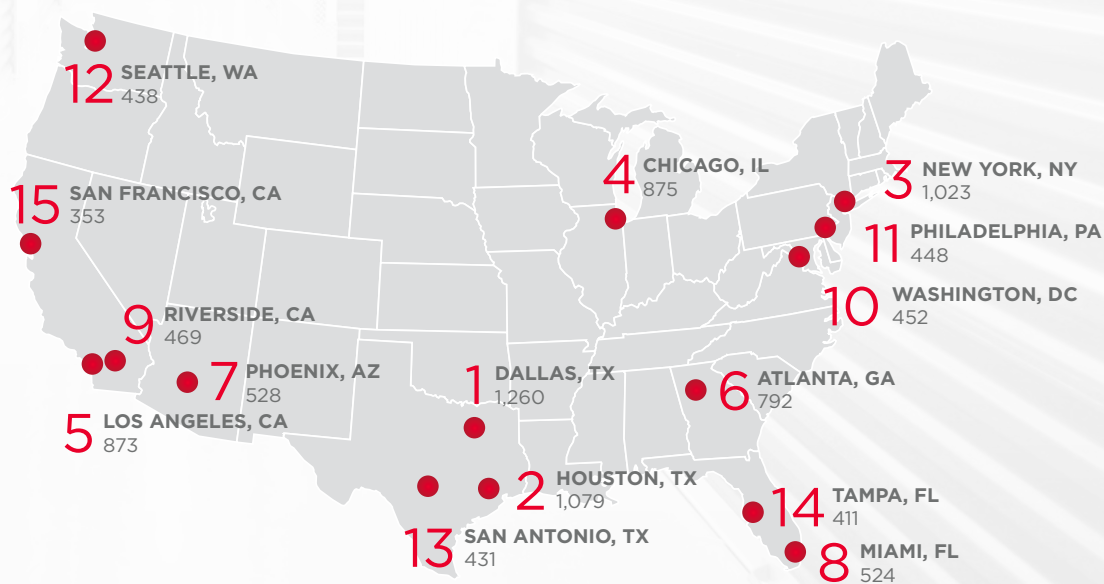 12 SEATTLE, WA
438
4 CHICAGO, IL
875
3 NEW YORK, NY
1,023
15 SAN FRANCISCO, CA
353
11 PHILADELPHIA, PA
448
10 WASHINGTON, DC
452
9 RIVERSIDE, CA
469
7 PHOENIX, AZ
528
1 DALLAS, TX
1,260
6 ATLANTA, GA
792
5 LOS ANGELES, CA
873
2 HOUSTON, TX
1,079
14 TAMPA, FL
411
13 SAN ANTONIO, TX
431
8 MIAMI, FL
524